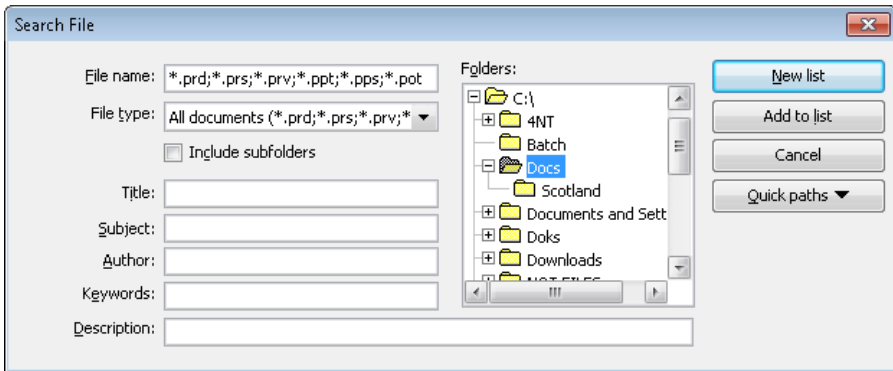 Search File
File name: *.prd;*.prs;*.prv;*.ppt;*.pps;*.pot
File type: All documents (*.prd;*.prs;*.prv;*
Include subfolders
Title:
Subject:
Author:
Keywords:
Description:
Folders:
C:\
4NT
Batch
Docs
Scotland
Documents and Sett
Doks
Downloads
New list
Add to list
Cancel
Quick paths